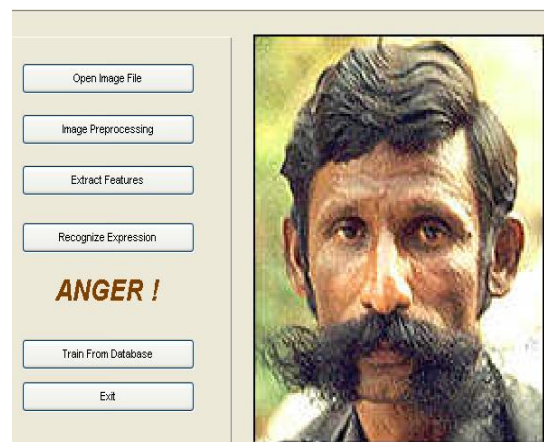 Open Image File
Image Preprocessing
Extract Features
Recognize Expression
ANGER !
Train From Database
Exit